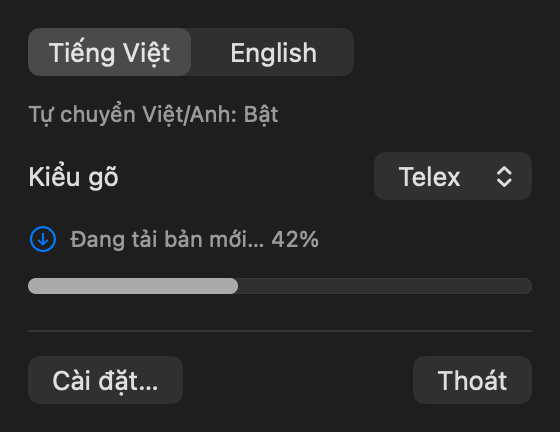 Tiếng Việt English
Tự chuyển Việt/Anh: Bật
Kiểu gõ Telex
Đang tải bản mới... 42%
Cài đặt... Thoát